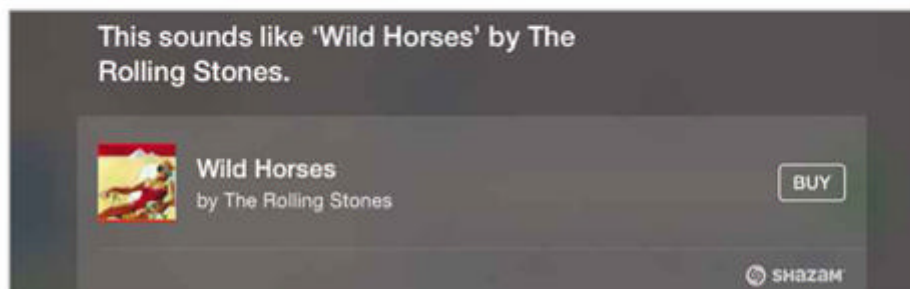 This sounds like ‘Wild Horses’ by The
Rolling Stones.
Wild Horses
by The Rolling Stones
BUY
SHAZAM